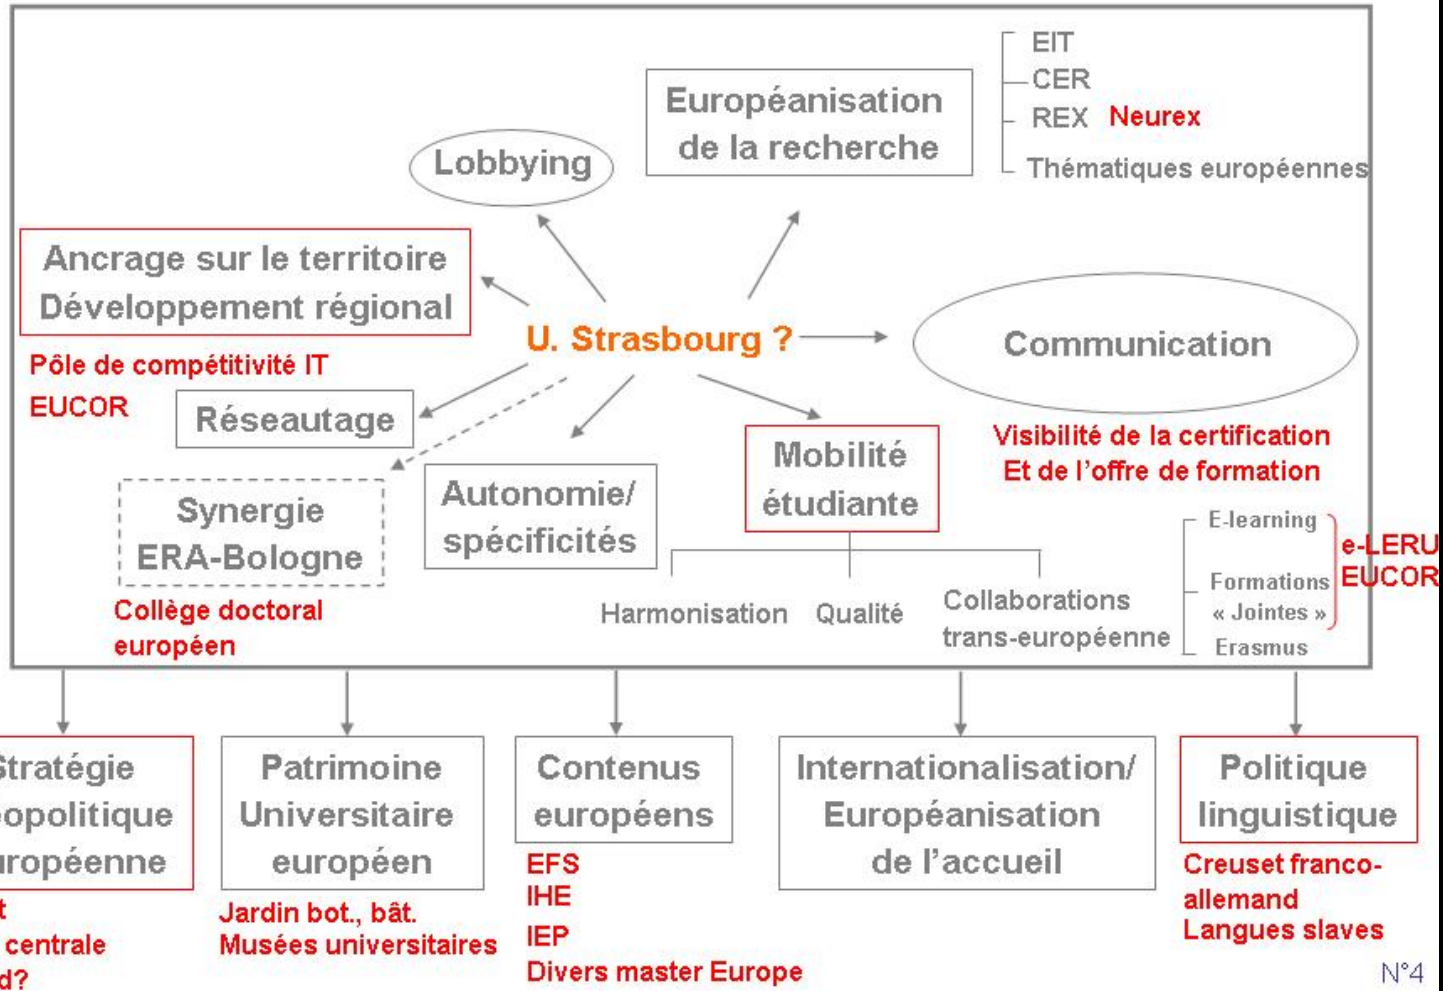 EIT
CER
REX Neurex
Thématiques européennes
Européanisation
de la recherche
Lobbying
Ancrage sur le territoire
Développement régional
U. Strasbourg ?
Communication
Pôle de compétitivité IT
EUCOR
Réseautage
Visibilité de la certification
Et de l'offre de formation
Mobilité
étudiante
Autonomie/
spécificités
Synergie
ERA-Bologne
Collège doctoral
européen
Harmonisation
Qualité
Collaborations
trans-européenne
E-learning
Formations
« Jointes »
Erasmus
e-LERU
EUCOR
tratégie
opolitique
ropéenne
t
centrale
d?
Patrimoine
Universitaire
européen
Jardin bot., bât.
Musées universitaires
Contenus
européens
EFS
IHE
IEP
Divers master Europe
Internationalisation/
Européanisation
de l'accueil
Politique
linguistique
Creuset franco-
allemand
Langues slaves
N°4